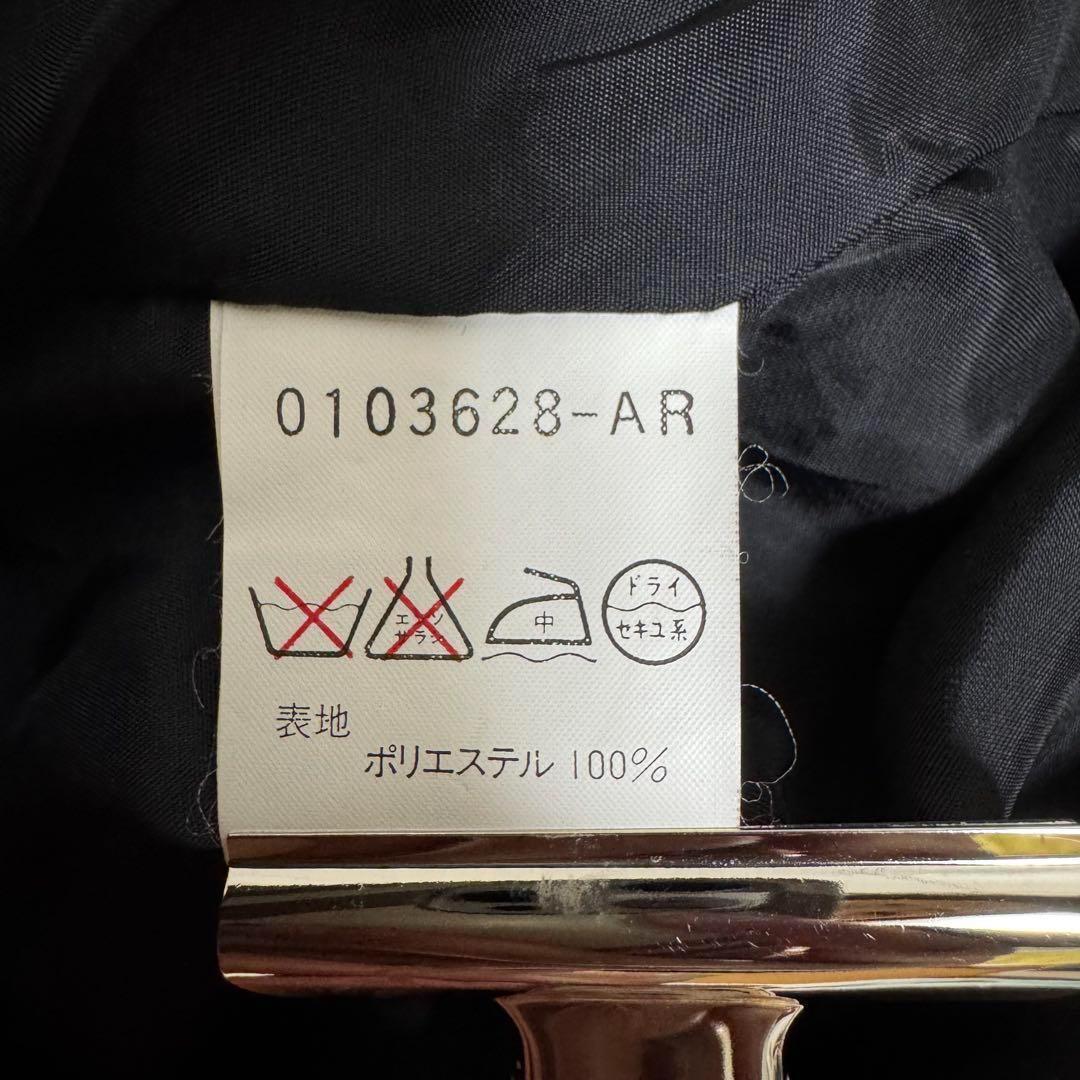 0103628-AR
エンソ
サラシ
中
ドライ
セキユ系
表地
ポリエステル 100%